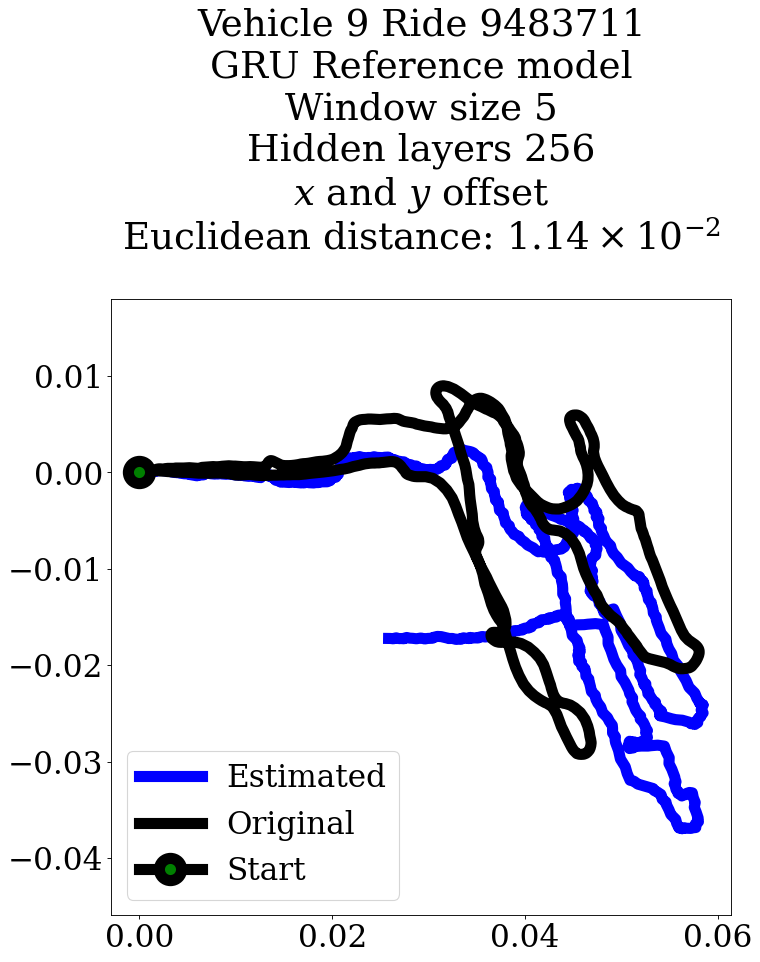 Vehicle 9 Ride 9483711
GRU Reference model
Window size 5
Hidden layers 256
x and y offset
Euclidean distance: 1.14 × 10⁻²
0.01
0.00
−0.01
−0.02
−0.03
−0.04
Estimated
Original
Start
0.00 0.02 0.04 0.06